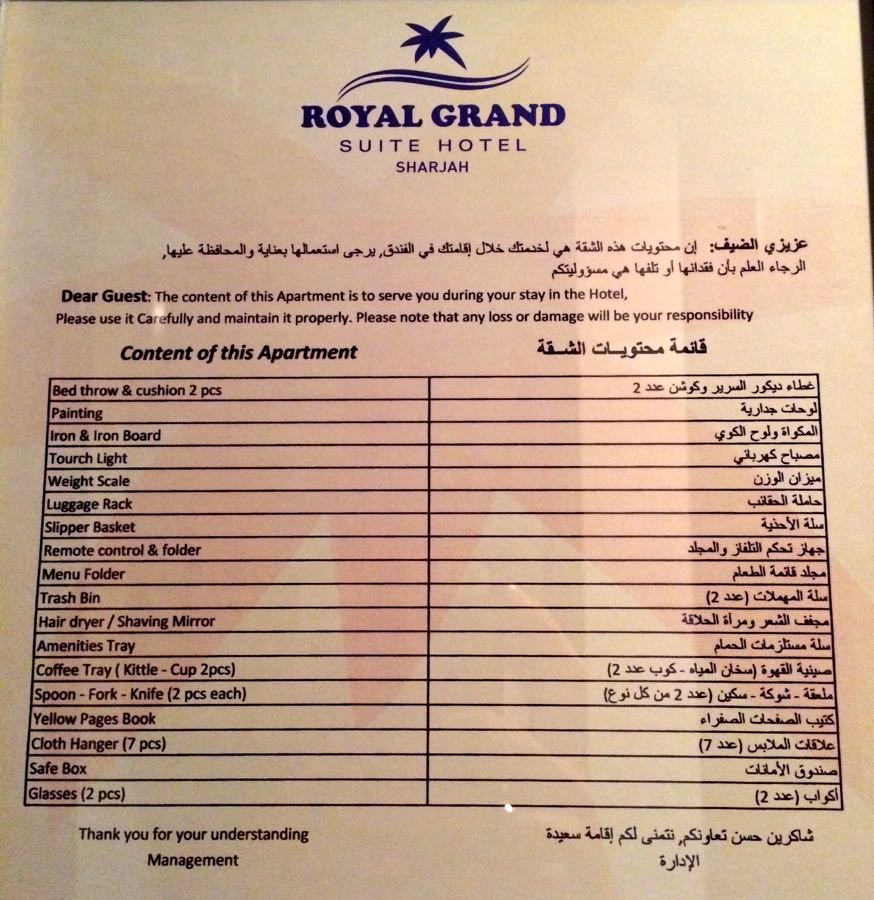 ROYAL GRAND
SUITE HOTEL
SHARJAH
عزيزي الضيف: إن محتويات هذه الشقة هي لخدمتك خلال إقامتك في الفندق, يرجى استعمالها بعناية والمحافظة عليها,
الرجاء العلم بأن فقدانها أو تلفها هي مسؤوليتكم
Dear Guest: The content of this Apartment is to serve you during your stay in the Hotel,
Please use it Carefully and maintain it properly. Please note that any loss or damage will be your responsibility
Content of this Apartment قائمة محتويــات الشــقة
Bed throw & cushion 2 pcs غطاء ديكور السرير وكوشن عدد 2
Painting لوحات جدارية
Iron & Iron Board المكواة ولوح الكوي
Tourch Light مصباح كهربائي
Weight Scale ميزان الوزن
Luggage Rack حاملة الحقائب
Slipper Basket سلة الأحذية
Remote control & folder جهاز تحكم التلفاز والمجلد
Menu Folder مجلد قائمة الطعام
Trash Bin سلة المهملات (عدد 2)
Hair dryer / Shaving Mirror مجفف الشعر ومرآة الحلاقة
Amenities Tray سلة مستلزمات الحمام
Coffee Tray ( Kittle - Cup 2pcs) صينية القهوة (سخان المياه - كوب عدد 2)
Spoon - Fork - Knife (2 pcs each) ملعقة - شوكة - سكين (عدد 2 من كل نوع)
Yellow Pages Book كتيب الصفحات الصفراء
Cloth Hanger (7 pcs) علاقات الملابس (عدد 7)
Safe Box صندوق الأمانات
Glasses (2 pcs) أكواب (عدد 2)
Thank you for your understanding شاكرين حسن تعاونكم, نتمنى لكم إقامة سعيدة
Management الإدارة